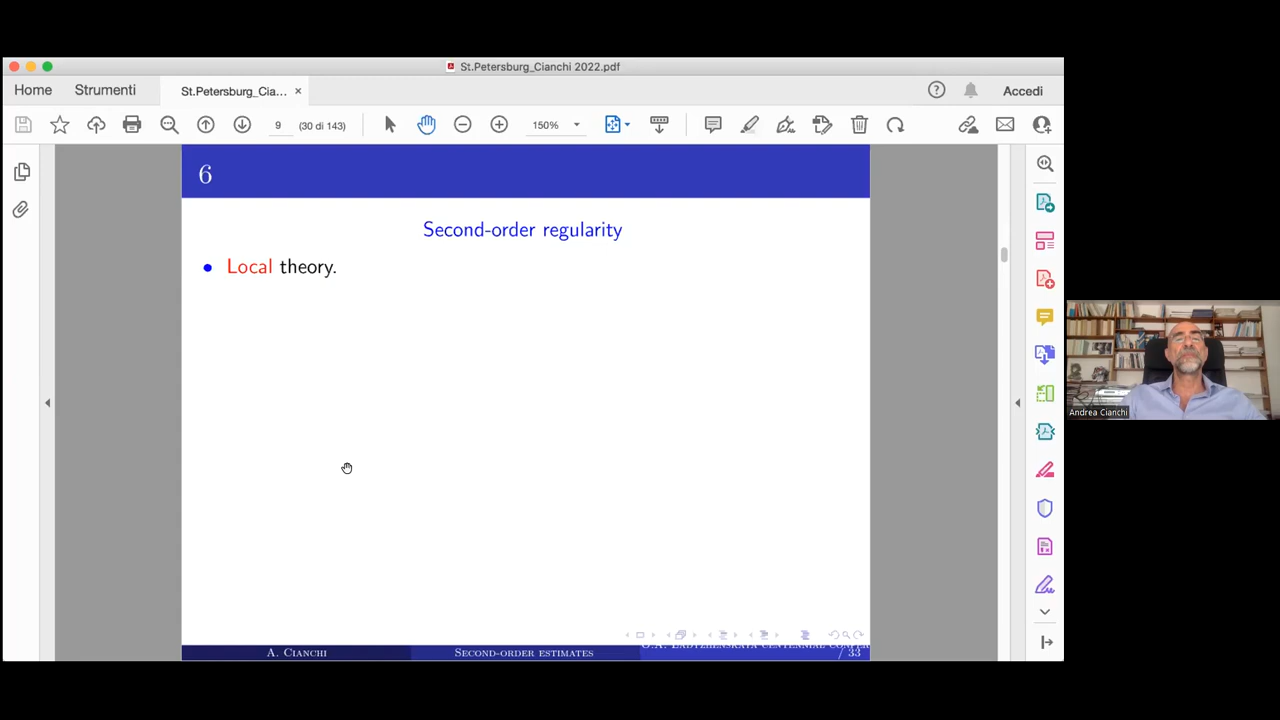 St.Petersburg_Cianchi 2022.pdf
Home Strumenti St.Petersburg_Cia... × Accedi
9 (30 di 143) 150%
6
Second-order regularity
• Local theory.
Andrea Cianchi
A. Cianchi Second-order estimates / 33